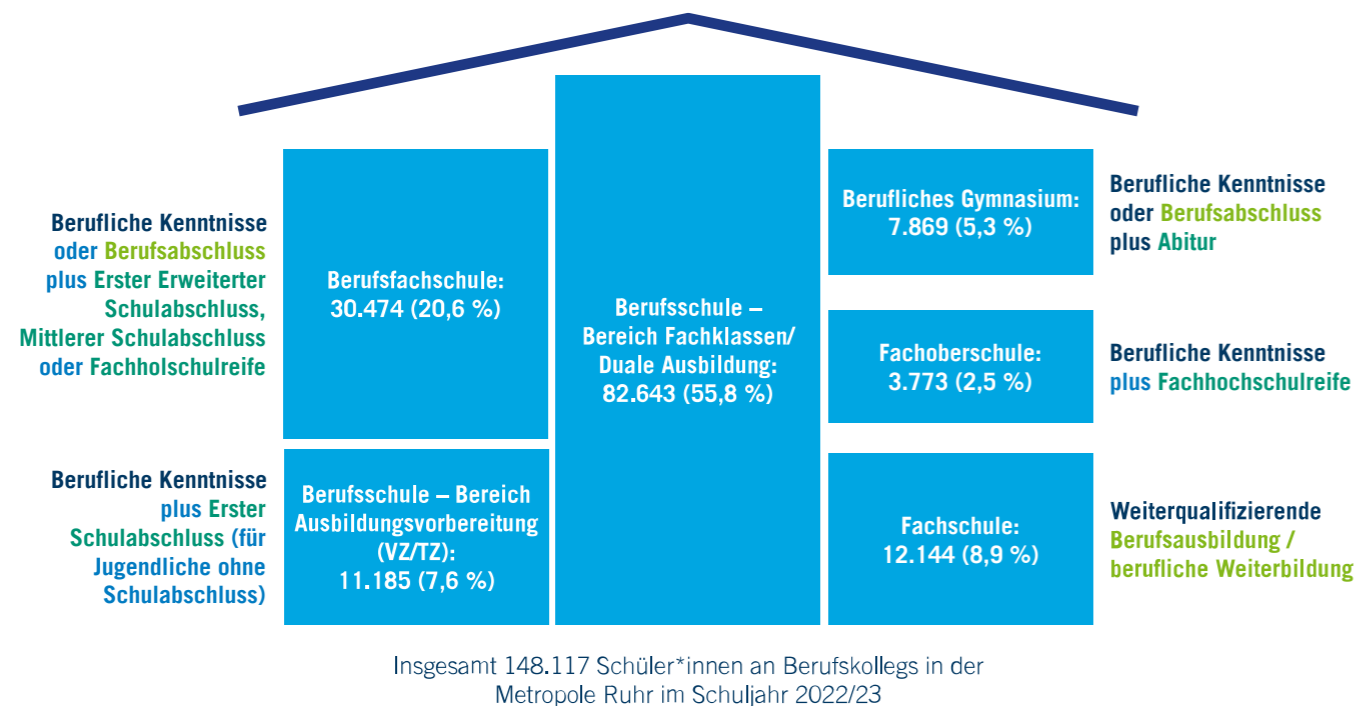 Berufliche Kenntnisse
oder Berufsabschluss
plus Erster Erweiterter
Schulabschluss,
Mittlerer Schulabschluss
oder Fachholschulreife
Berufsfachschule:
30.474 (20,6 %)
Berufliche Kenntnisse
plus Erster
Schulabschluss (für
Jugendliche ohne
Schulabschluss)
Berufsschule – Bereich
Ausbildungsvorbereitung
(VZ/TZ):
11.185 (7,6 %)
Berufsschule –
Bereich Fachklassen/
Duale Ausbildung:
82.643 (55,8 %)
Berufliches Gymnasium:
7.869 (5,3 %)
Berufliche Kenntnisse
oder Berufsabschluss
plus Abitur
Fachoberschule:
3.773 (2,5 %)
Berufliche Kenntnisse
plus Fachhochschulreife
Fachschule:
12.144 (8,9 %)
Weiterqualifizierende
Berufsausbildung /
berufliche Weiterbildung
Insgesamt 148.117 Schüler*innen an Berufskollegs in der
Metropole Ruhr im Schuljahr 2022/23